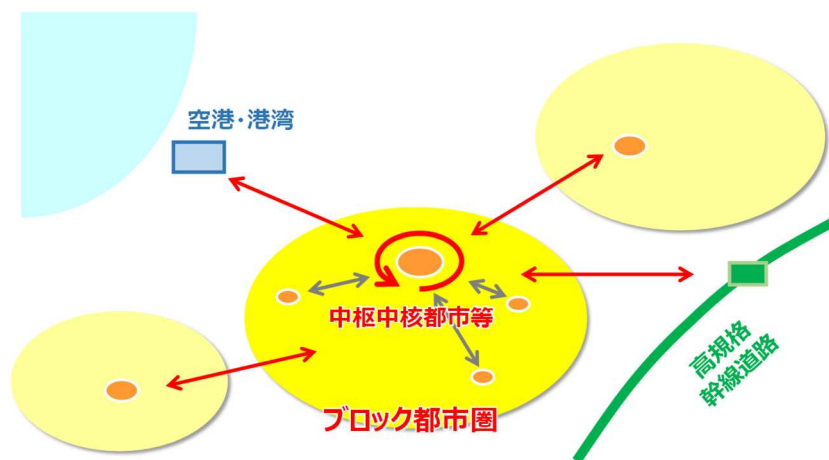 空港・港湾
中枢中核都市等
高規格
幹線道路
ブロック都市圏